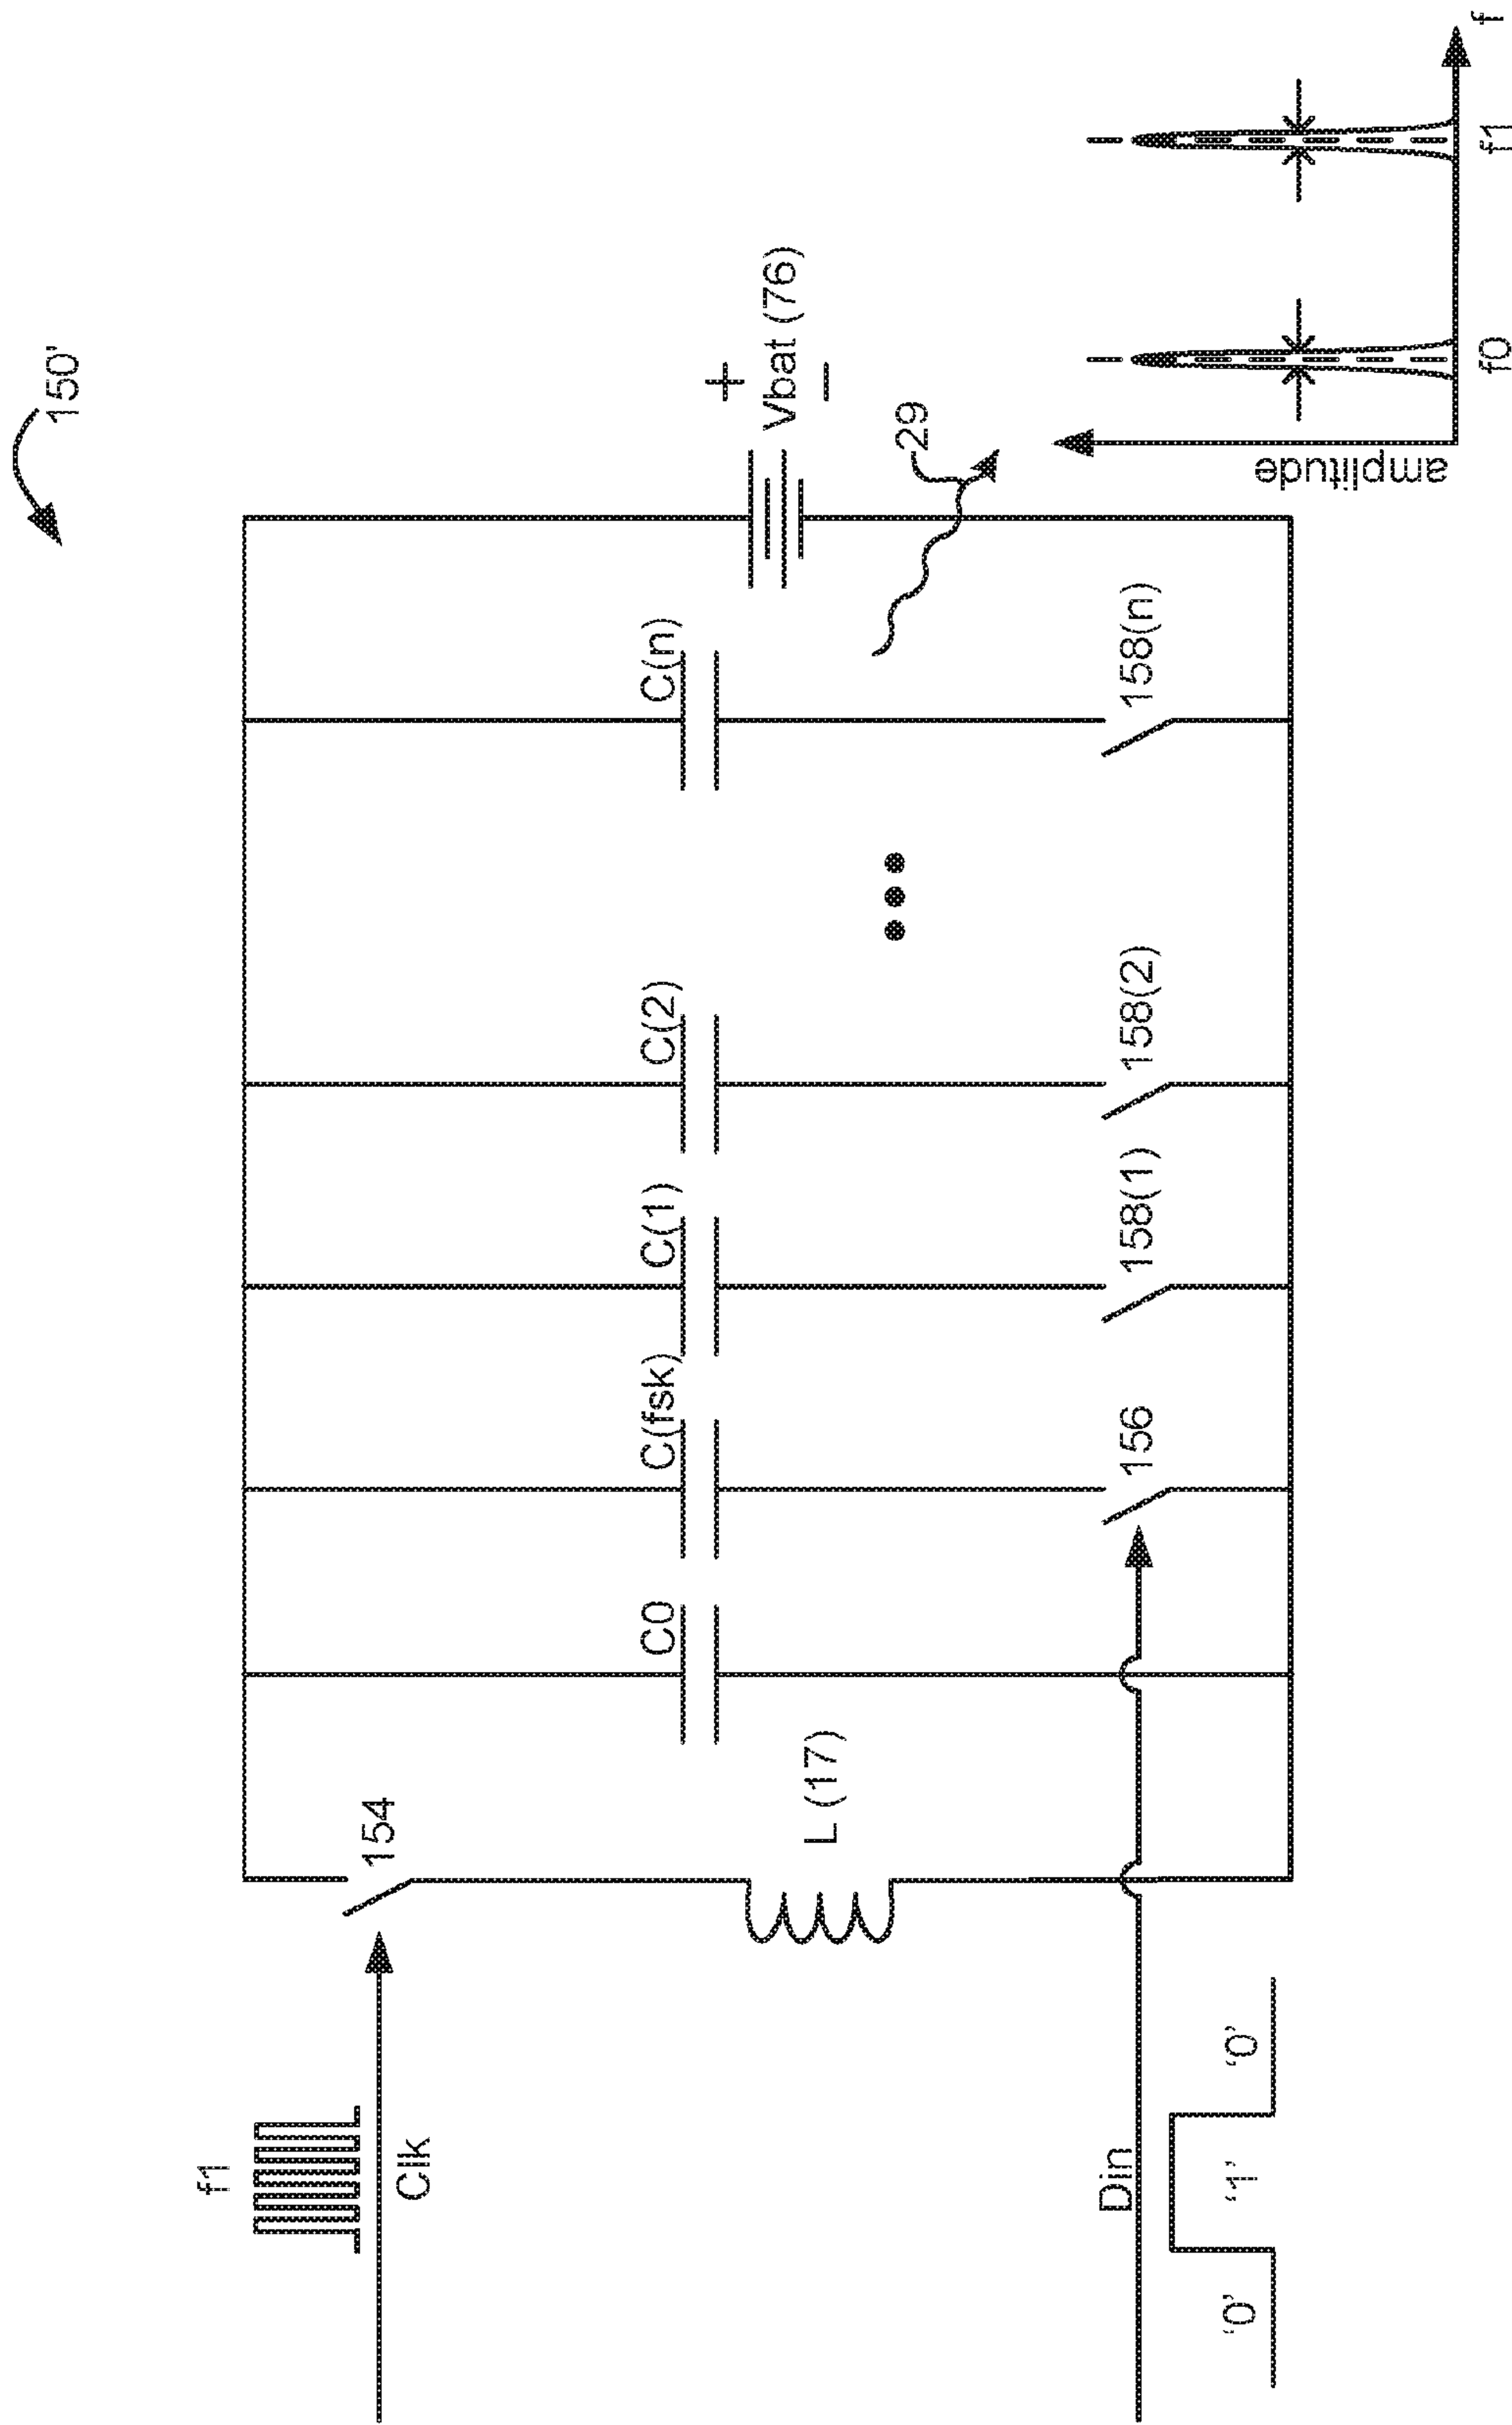 150'
f1
Clk
154
C0
C(fsk)
C(1)
C(2)
C(n)
L (17)
+
Vbat (76)
–
29
Din
'0'
'1'
'0'
156
158(1)
158(2)
158(n)
amplitude
f0
f1
f